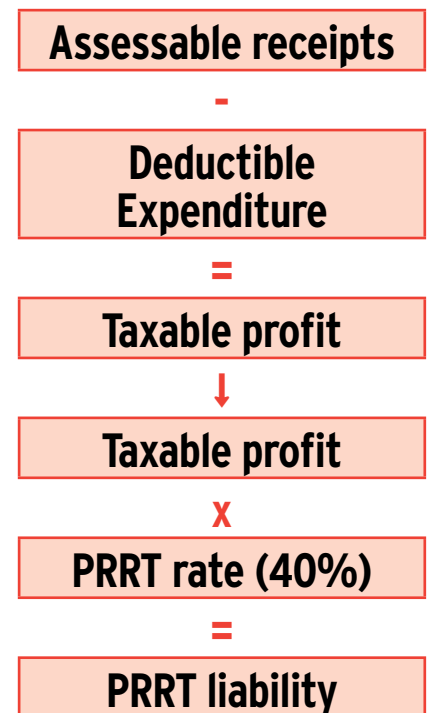 Assessable receipts
-
Deductible
Expenditure
=
Taxable profit
↓
Taxable profit
x
PRRT rate (40%)
=
PRRT liability